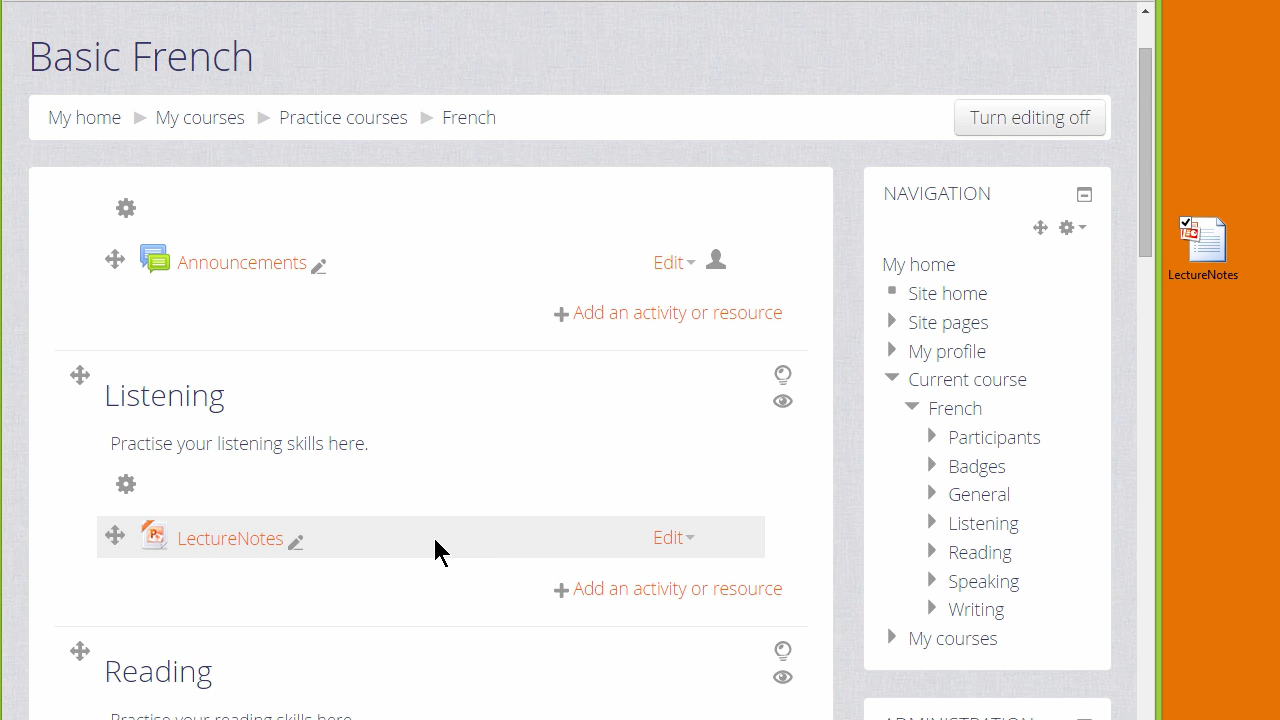 Basic French
My home My courses Practice courses French
Turn editing off
Announcements
Edit
Add an activity or resource
Listening
Practise your listening skills here.
LectureNotes
Edit
Add an activity or resource
Reading
Practise your reading skills here
NAVIGATION
My home
Site home
Site pages
My profile
Current course
French
Participants
Badges
General
Listening
Reading
Speaking
Writing
My courses
ADMINISTRATION
LectureNotes